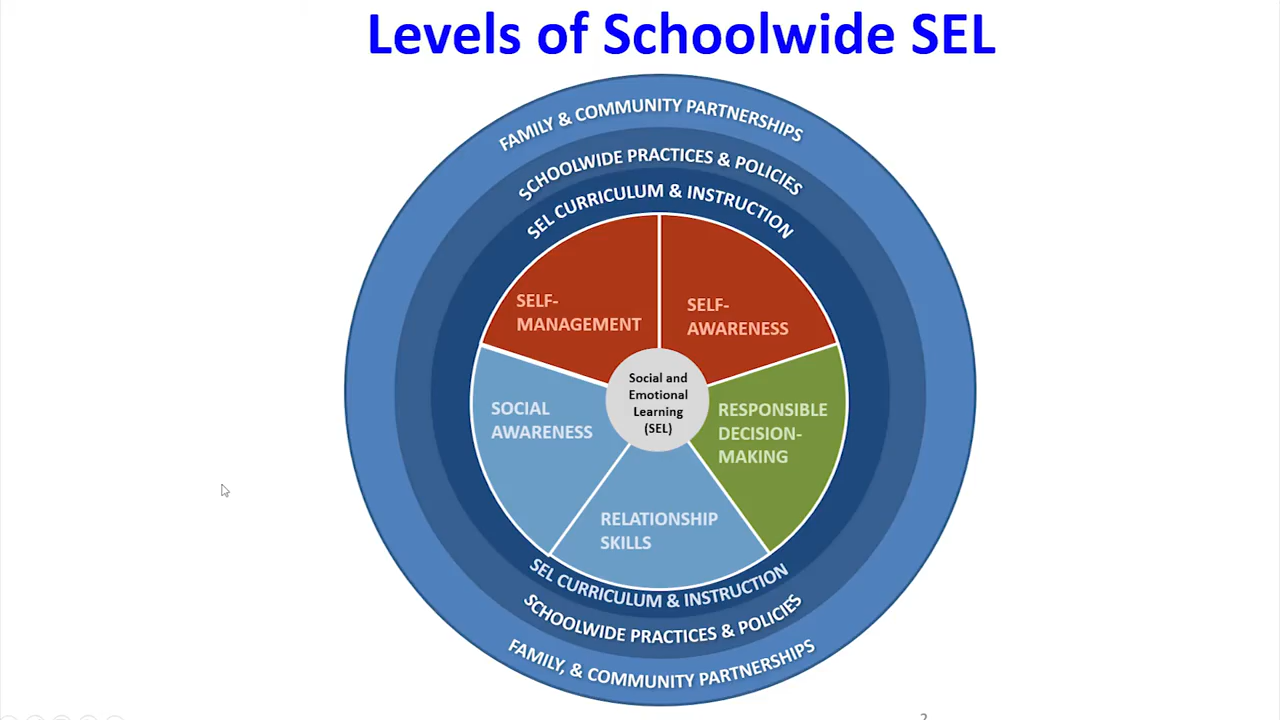 Levels of Schoolwide SEL
FAMILY & COMMUNITY PARTNERSHIPS
SCHOOLWIDE PRACTICES & POLICIES
SEL CURRICULUM & INSTRUCTION
SELF-
MANAGEMENT
SELF-
AWARENESS
Social and
Emotional
Learning
(SEL)
SOCIAL
AWARENESS
RESPONSIBLE
DECISION-
MAKING
RELATIONSHIP
SKILLS
SEL CURRICULUM & INSTRUCTION
SCHOOLWIDE PRACTICES & POLICIES
FAMILY, & COMMUNITY PARTNERSHIPS
2